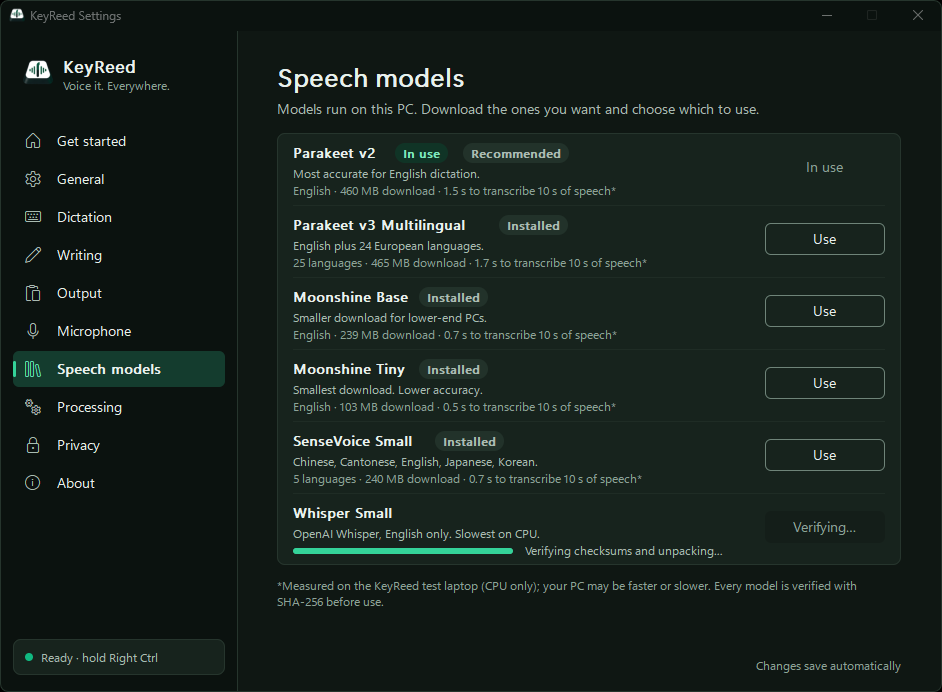 KeyReed Settings
KeyReed
Voice it. Everywhere.
Get started
General
Dictation
Writing
Output
Microphone
Speech models
Processing
Privacy
About
Ready · hold Right Ctrl
Speech models
Models run on this PC. Download the ones you want and choose which to use.
Parakeet v2 In use Recommended
Most accurate for English dictation.
English · 460 MB download · 1.5 s to transcribe 10 s of speech*
In use
Parakeet v3 Multilingual Installed
English plus 24 European languages.
25 languages · 465 MB download · 1.7 s to transcribe 10 s of speech*
Use
Moonshine Base Installed
Smaller download for lower-end PCs.
English · 239 MB download · 0.7 s to transcribe 10 s of speech*
Use
Moonshine Tiny Installed
Smallest download. Lower accuracy.
English · 103 MB download · 0.5 s to transcribe 10 s of speech*
Use
SenseVoice Small Installed
Chinese, Cantonese, English, Japanese, Korean.
5 languages · 240 MB download · 0.7 s to transcribe 10 s of speech*
Use
Whisper Small
OpenAI Whisper, English only. Slowest on CPU.
Verifying checksums and unpacking...
Verifying...
*Measured on the KeyReed test laptop (CPU only); your PC may be faster or slower. Every model is verified with
SHA-256 before use.
Changes save automatically